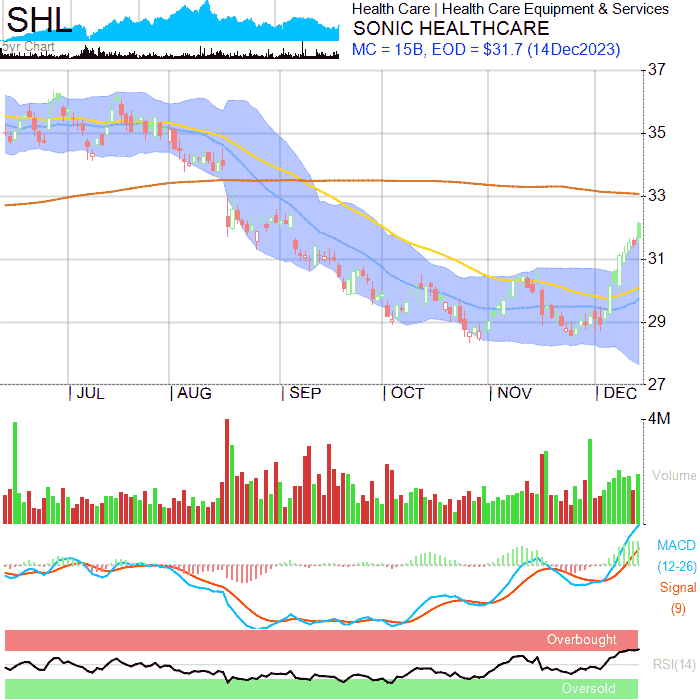 SHL
5yr Chart
Health Care | Health Care Equipment & Services
SONIC HEALTHCARE
MC = 15B, EOD = $31.7 (14Dec2023)
37
35
33
31
29
27
JUL AUG SEP OCT NOV DEC
4M
Volume
MACD
(12-26)
Signal
(9)
Overbought
RSI(14)
Oversold